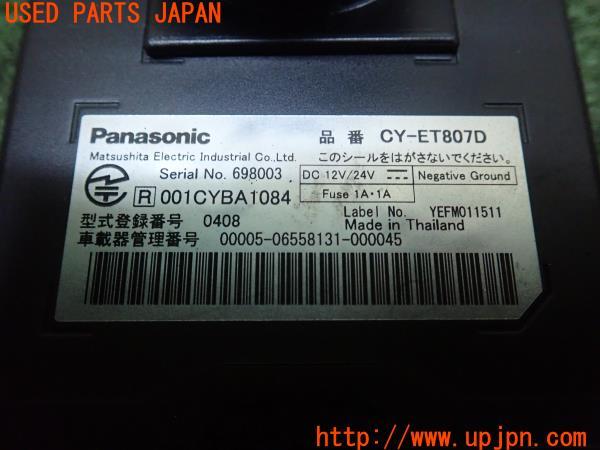 USED PARTS JAPAN
Panasonic 品番 CY-ET807D
Matsushita Electric Industrial Co.,Ltd. このシールをはがさないでください。
Serial No. 698003 DC 12V/24V Negative Ground
R 001CYBA1084 Fuse 1A・1A
Label No. YEFM011511
型式登録番号 0408 Made in Thailand
車載器管理番号 00005-06558131-000045
UPJ http://www.upjpn.com/